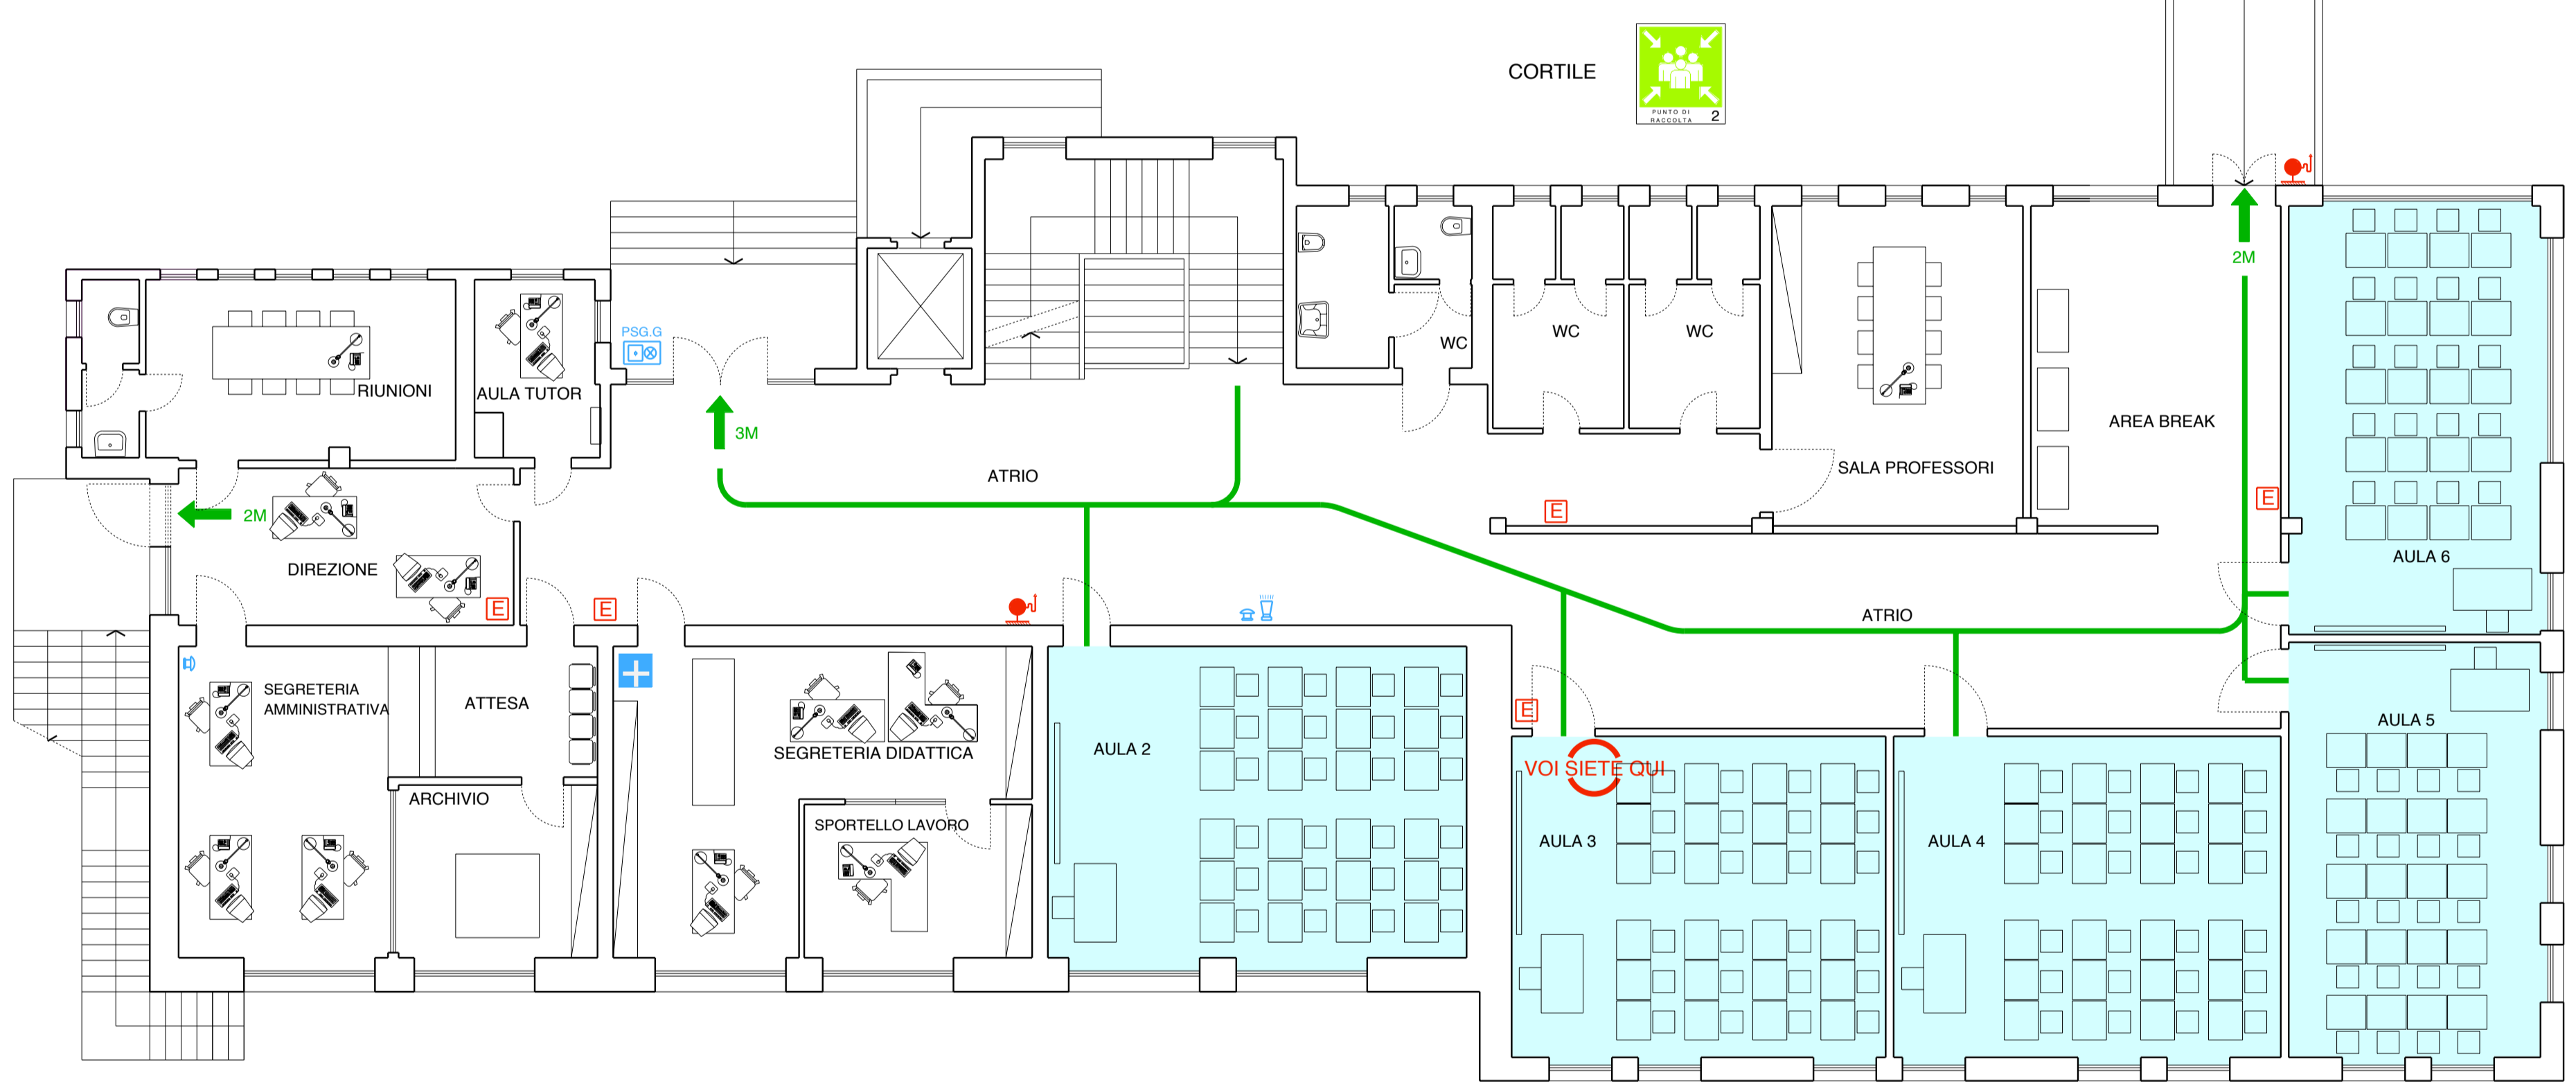 CORTILE
PUNTO DI
RACCOLTA 2
PSG.G
2M
WC
WC
WC
RIUNIONI
AULA TUTOR
3M
AREA BREAK
ATRIO
SALA PROFESSORI
E
E
2M
AULA 6
DIREZIONE
E
E
ATRIO
SEGRETERIA
AMMINISTRATIVA
ATTESA
E
AULA 5
SEGRETERIA DIDATTICA
AULA 2
VOI SIETE QUI
ARCHIVIO
SPORTELLO LAVORO
AULA 3
AULA 4